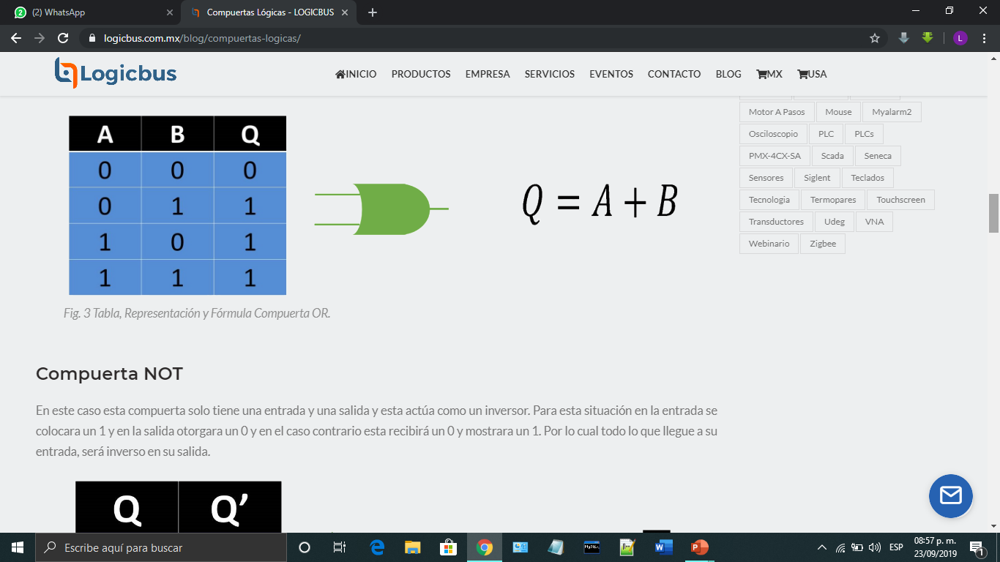 (2) WhatsApp
Compuertas Lógicas - LOGICBUS
logicbus.com.mx/blog/compuertas-logicas/
L
Logicbus
INICIO PRODUCTOS EMPRESA SERVICIOS EVENTOS CONTACTO BLOG MX USA
A B Q
0 0 0
0 1 1
1 0 1
1 1 1
Q = A + B
Fig. 3 Tabla, Representación y Fórmula Compuerta OR.
Motor A Pasos Mouse Myalarm2
Osciloscopio PLC PLCs
PMX-4CX-SA Scada Seneca
Sensores Siglent Teclados
Tecnologia Termopares Touchscreen
Transductores Udeg VNA
Webinario Zigbee
Compuerta NOT
En este caso esta compuerta solo tiene una entrada y una salida y esta actúa como un inversor. Para esta situación en la entrada se
colocara un 1 y en la salida otorgara un 0 y en el caso contrario esta recibirá un 0 y mostrara un 1. Por lo cual todo lo que llegue a su
entrada, será inverso en su salida.
Q Q’
Escribe aquí para buscar
MySQL
ESP
08:57 p. m.
23/09/2019
1